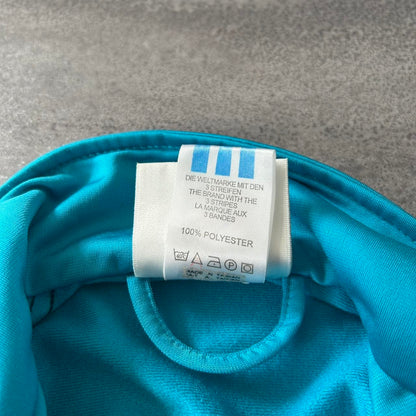 DIE WELTMARKE MIT DEN
3 STREIFEN
THE BRAND WITH THE
3 STRIPES
LA MARQUE AUX
3 BANDES
100% POLYESTER